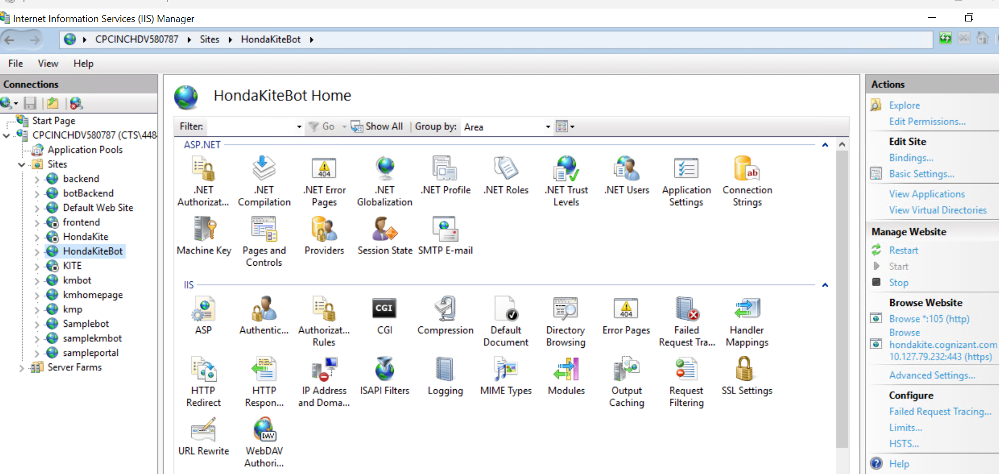 Internet Information Services (IIS) Manager
CPCINCHDV580787 Sites HondaKiteBot
File View Help
Connections
Start Page
CPCINCHDV580787 (CTS\448
Application Pools
Sites
backend
botBackend
Default Web Site
frontend
HondaKite
HondaKiteBot
KITE
kmbot
kmhomepage
kmp
Samplebot
samplekmbot
sampleportal
Server Farms
HondaKiteBot Home
Filter: Go Show All Group by: Area
ASP.NET
.NET Authorizat...
.NET Compilation
.NET Error Pages
.NET Globalization
.NET Profile
.NET Roles
.NET Trust Levels
.NET Users
Application Settings
Connection Strings
Machine Key
Pages and Controls
Providers
Session State
SMTP E-mail
IIS
ASP
Authentic...
Authorizat... Rules
CGI
Compression
Default Document
Directory Browsing
Error Pages
Failed Request Tra...
Handler Mappings
HTTP Redirect
HTTP Respon...
IP Address and Doma...
ISAPI Filters
Logging
MIME Types
Modules
Output Caching
Request Filtering
SSL Settings
URL Rewrite
WebDAV Authori...
404
ab
CGI
404
DAV
Actions
Explore
Edit Permissions...
Edit Site
Bindings...
Basic Settings...
View Applications
View Virtual Directories
Manage Website
Restart
Start
Stop
Browse Website
Browse *:105 (http)
Browse
hondakite.cognizant.com
10.127.79.232:443 (https)
Advanced Settings...
Configure
Failed Request Tracing...
Limits...
HSTS...
Help